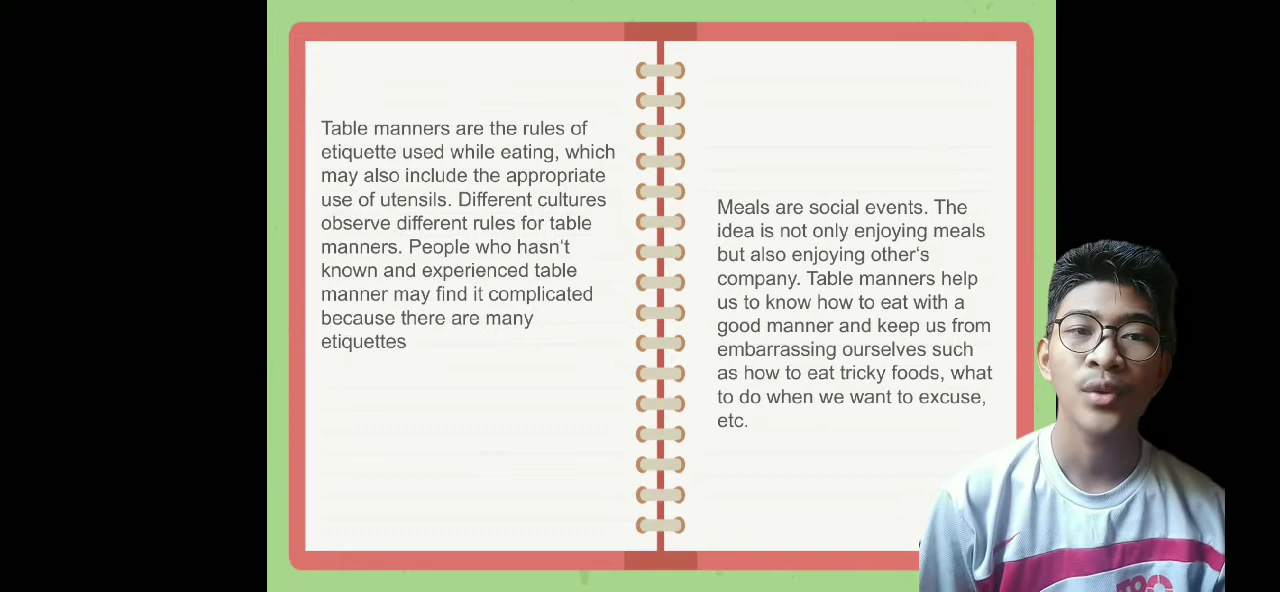 Table manners are the rules of
etiquette used while eating, which
may also include the appropriate
use of utensils. Different cultures
observe different rules for table
manners. People who hasn't
known and experienced table
manner may find it complicated
because there are many
etiquettes
Meals are social events. The
idea is not only enjoying meals
but also enjoying other‘s
company. Table manners help
us to know how to eat with a
good manner and keep us from
embarrassing ourselves such
as how to eat tricky foods, what
to do when we want to excuse,
etc.